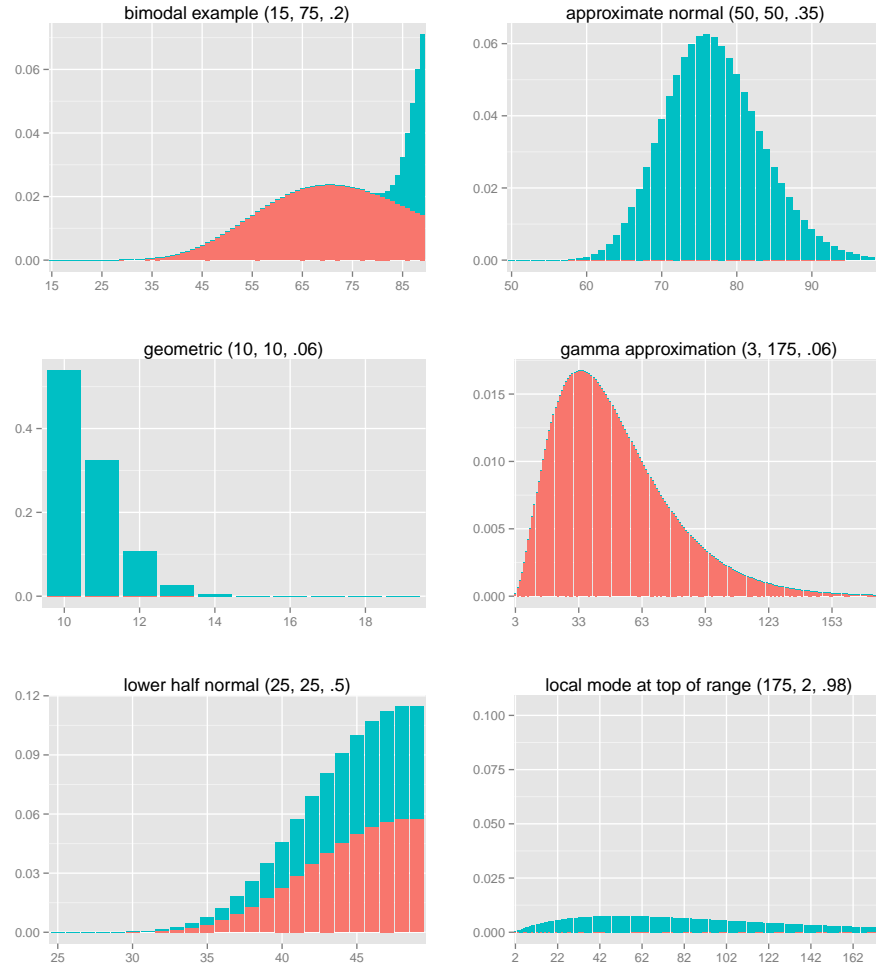 bimodal example (15, 75, .2)
0.06
0.04
0.02
0.00
15 25 35 45 55 65 75 85
approximate normal (50, 50, .35)
0.06
0.04
0.02
0.00
50 60 70 80 90
geometric (10, 10, .06)
0.4
0.2
0.0
10 12 14 16 18
gamma approximation (3, 175, .06)
0.015
0.010
0.005
0.000
3 33 63 93 123 153
lower half normal (25, 25, .5)
0.12
0.09
0.06
0.03
0.00
25 30 35 40 45
local mode at top of range (175, 2, .98)
0.100
0.075
0.050
0.025
0.000
2 22 42 62 82 102 122 142 162